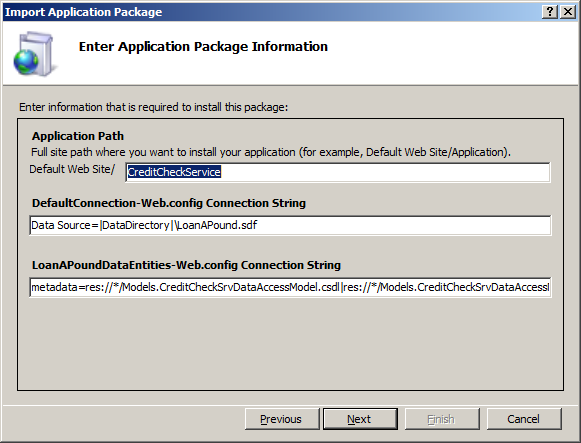 Import Application Package
Enter Application Package Information
Enter information that is required to install this package:
Application Path
Full site path where you want to install your application (for example, Default Web Site/Application).
Default Web Site/ CreditCheckService
DefaultConnection-Web.config Connection String
Data Source=|DataDirectory|\LoanAPound.sdf
LoanAPoundDataEntities-Web.config Connection String
metadata=res://*/Models.CreditCheckSrvDataAccessModel.csdl|res://*/Models.CreditCheckSrvDataAccessI
Previous Next Finish Cancel